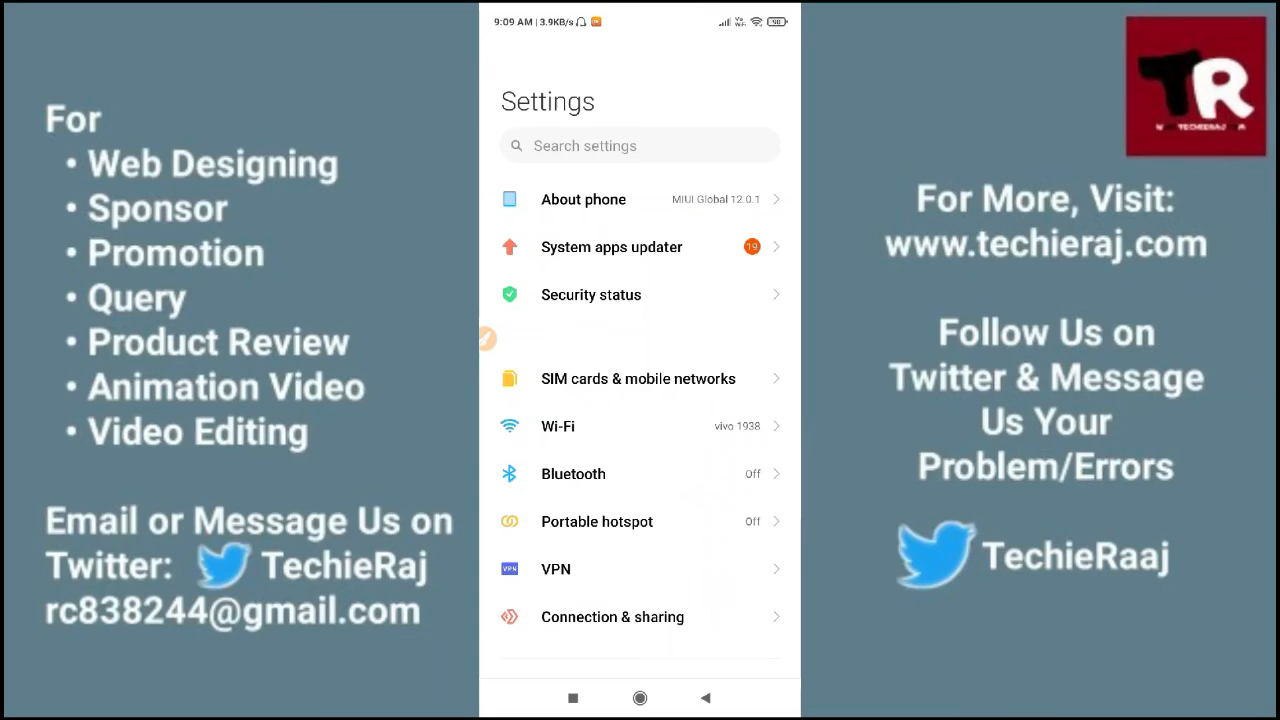 For
• Web Designing
• Sponsor
• Promotion
• Query
• Product Review
• Animation Video
• Video Editing
Email or Message Us on
Twitter: TechieRaj
rc838244@gmail.com
9:09 AM | 3.9KB/s
90
Settings
Search settings
About phone MIUI Global 12.0.1
System apps updater 19
Security status
SIM cards & mobile networks
Wi-Fi vivo 1938
Bluetooth Off
Portable hotspot Off
VPN VPN
Connection & sharing
TR
For More, Visit:
www.techieraj.com
Follow Us on
Twitter & Message
Us Your
Problem/Errors
TechieRaaj